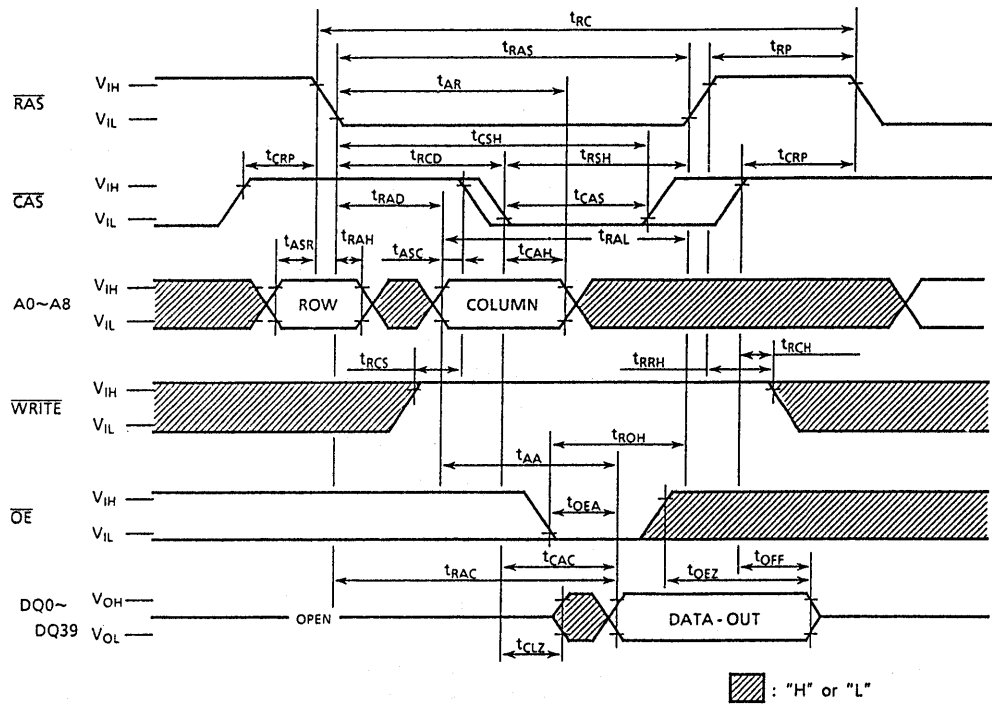 tRC
tRAS
tRP
tAR
RAS
VIH
VIL
tCSH
tCRP
tRCD
tRSH
tCRP
CAS
VIH
VIL
tRAD
tCAS
tRAL
tASR
tRAH
tASC
tCAH
A0~A8
VIH
VIL
ROW
COLUMN
tRCS
tRRH
tRCH
WRITE
VIH
VIL
tROH
tAA
OE
VIH
VIL
tOEA
tCAC
tRAC
tOEZ
tOFF
DQ0~
DQ39
VOH
VOL
OPEN
DATA-OUT
tCLZ
: "H" or "L"